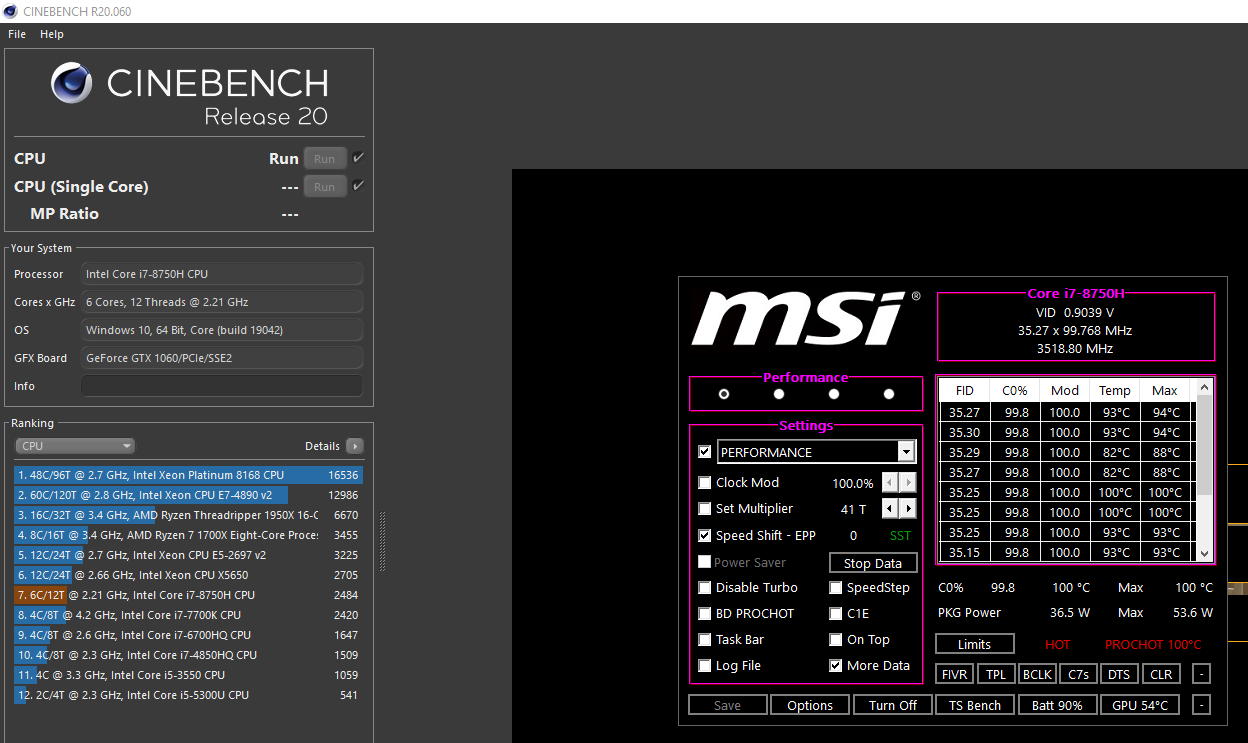 CINEBENCH R20.060
File Help
CINEBENCH
Release 20
CPU Run Run
CPU (Single Core) --- Run
MP Ratio ---
Your System
Processor Intel Core i7-8750H CPU
Cores x GHz 6 Cores, 12 Threads @ 2.21 GHz
OS Windows 10, 64 Bit, Core (build 19042)
GFX Board GeForce GTX 1060/PCIe/SSE2
Info
Ranking
CPU Details
1. 48C/96T @ 2.7 GHz, Intel Xeon Platinum 8168 CPU 16536
2. 60C/120T @ 2.8 GHz, Intel Xeon CPU E7-4890 v2 12986
3. 16C/32T @ 3.4 GHz, AMD Ryzen Threadripper 1950X 16-C 6670
4. 8C/16T @ 3.4 GHz, AMD Ryzen 7 1700X Eight-Core Proce: 3455
5. 12C/24T @ 2.7 GHz, Intel Xeon CPU E5-2697 v2 3225
6. 12C/24T @ 2.66 GHz, Intel Xeon CPU X5650 2705
7. 6C/12T @ 2.21 GHz, Intel Core i7-8750H CPU 2484
8. 4C/8T @ 4.2 GHz, Intel Core i7-7700K CPU 2420
9. 4C/8T @ 2.6 GHz, Intel Core i7-6700HQ CPU 1647
10. 4C/8T @ 2.3 GHz, Intel Core i7-4850HQ CPU 1509
11. 4C @ 3.3 GHz, Intel Core i5-3550 CPU 1059
12. 2C/4T @ 2.3 GHz, Intel Core i5-5300U CPU 541
msi ®
Performance
Settings
PERFORMANCE
Clock Mod 100.0%
Set Multiplier 41 T
Speed Shift - EPP 0 SST
Power Saver Stop Data
Disable Turbo SpeedStep
BD PROCHOT C1E
Task Bar On Top
Log File More Data
Core i7-8750H
VID 0.9039 V
35.27 x 99.768 MHz
3518.80 MHz
FID C0% Mod Temp Max
35.27 99.8 100.0 93°C 94°C
35.30 99.8 100.0 93°C 94°C
35.29 99.8 100.0 82°C 88°C
35.27 99.8 100.0 82°C 88°C
35.25 99.8 100.0 100°C 100°C
35.25 99.8 100.0 100°C 100°C
35.25 99.8 100.0 93°C 93°C
35.15 99.8 100.0 93°C 93°C
C0% 99.8 100 °C Max 100 °C
PKG Power 36.5 W Max 53.6 W
Limits HOT PROCHOT 100°C
FIVR TPL BCLK C7s DTS CLR -
Save Options Turn Off TS Bench Batt 90% GPU 54°C -